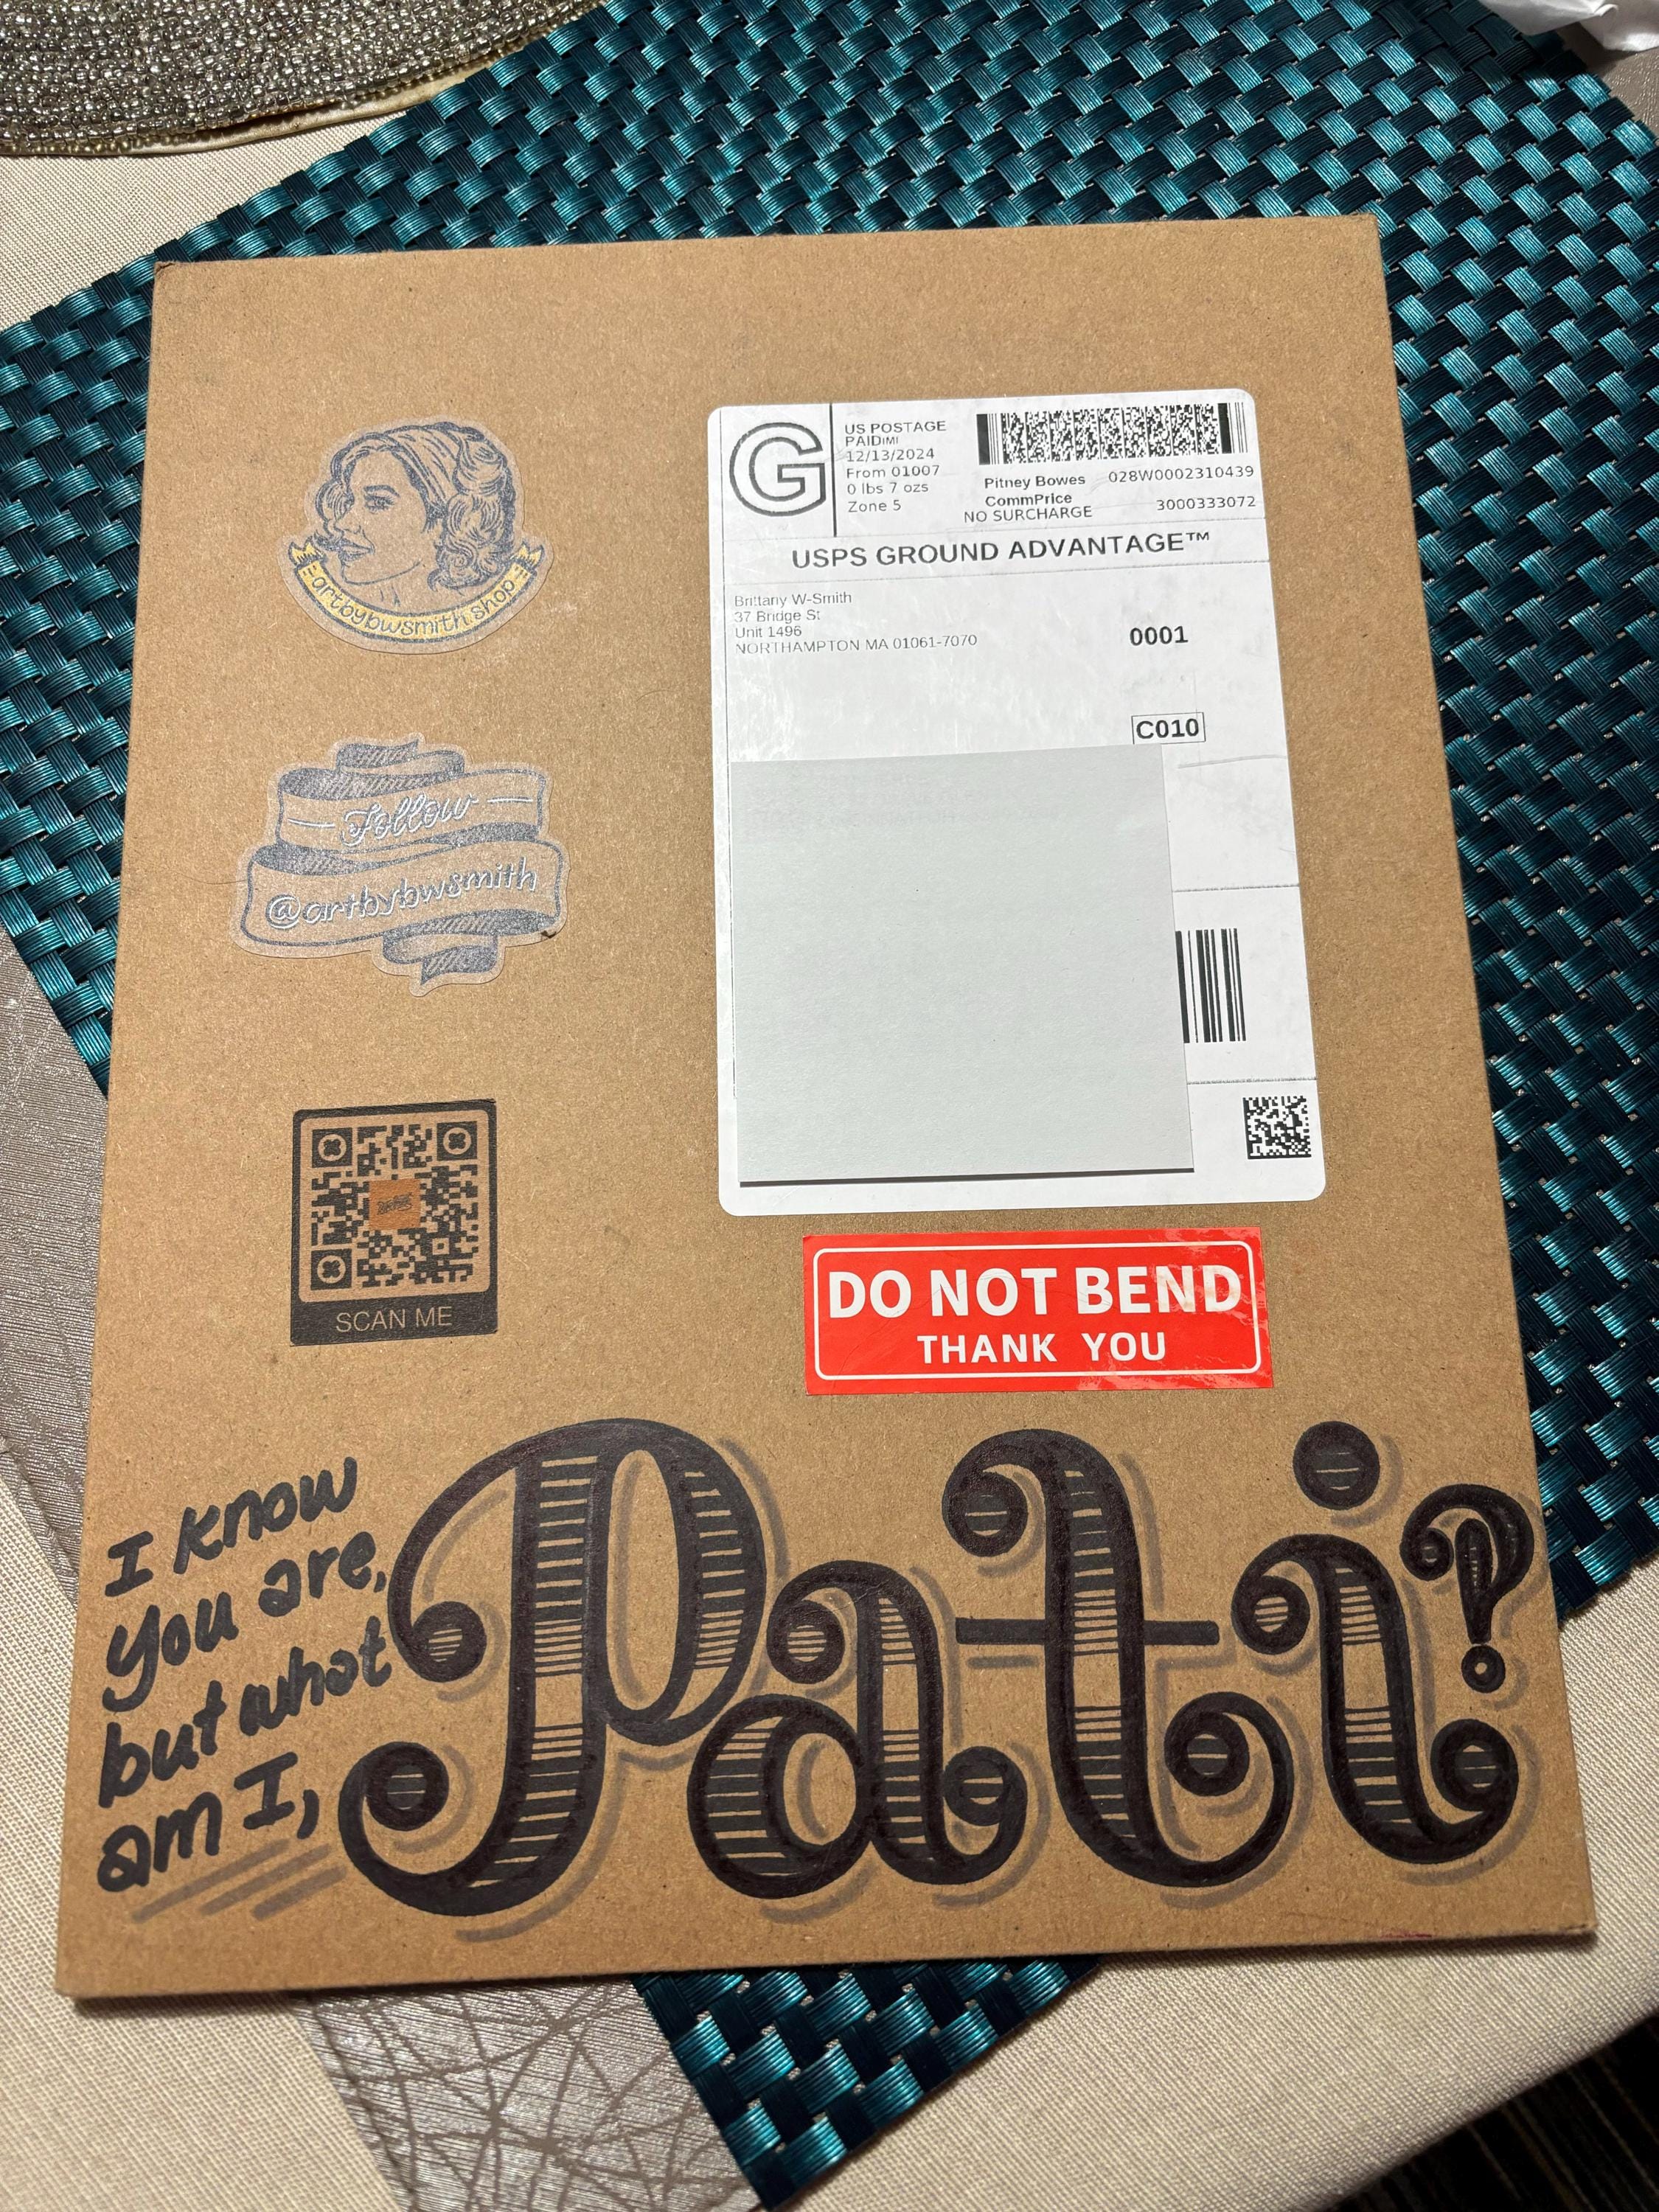 US POSTAGE
PAID IMI
12/13/2024
From 01007
0 lbs 7 ozs
Zone 5
Pitney Bowes 028W0002310439
CommPrice 3000333072
NO SURCHARGE
USPS GROUND ADVANTAGE™
Brittany W-Smith
37 Bridge St
Unit 1496
NORTHAMPTON MA 01061-7070
0001
C010
artbybwsmith shop
Follow
@artbybwsmith
SCAN ME
DO NOT BEND
THANK YOU
I know
you are,
but what
am I,
Pati?